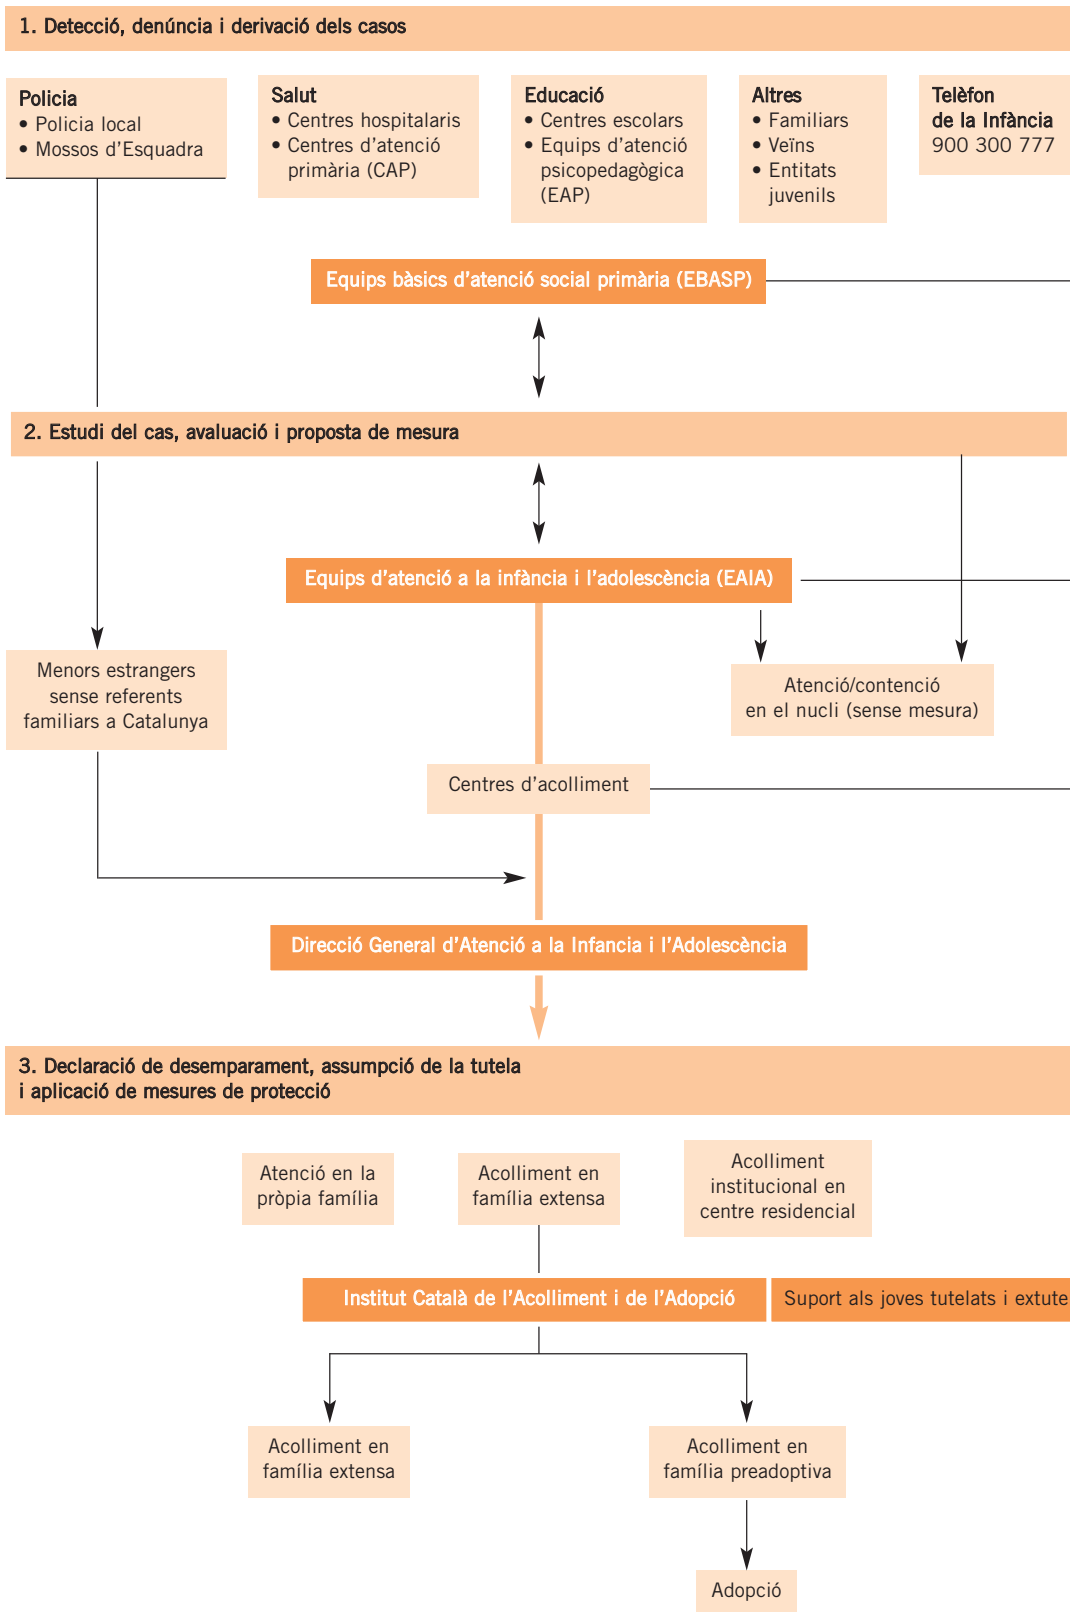 1. Detecció, denúncia i derivació dels casos
Policia
• Policia local
• Mossos d'Esquadra
Salut
• Centres hospitalaris
• Centres d'atenció
primària (CAP)
Educació
• Centres escolars
• Equips d'atenció
psicopedagògica
(EAP)
Altres
• Familiars
• Veïns
• Entitats
juvenils
Telèfon
de la Infància
900 300 777
Equips bàsics d'atenció social primària (EBASP)
2. Estudi del cas, avaluació i proposta de mesura
Equips d'atenció a la infància i l'adolescència (EAIA)
Menors estrangers
sense referents
familiars a Catalunya
Atenció/contenció
en el nucli (sense mesura)
Centres d'acolliment
Direcció General d'Atenció a la Infancia i l'Adolescència
3. Declaració de desemparament, assumpció de la tutela
i aplicació de mesures de protecció
Atenció en la
pròpia família
Acolliment en
família extensa
Acolliment
institucional en
centre residencial
Institut Català de l'Acolliment i de l'Adopció
Suport als joves tutelats i extute
Acolliment en
família extensa
Acolliment en
família preadoptiva
Adopció